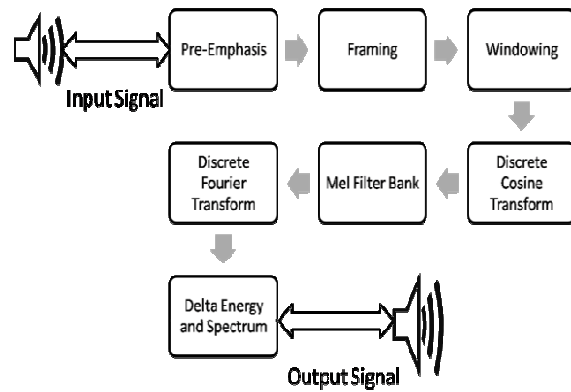 Pre-Emphasis
Framing
Windowing
Input Signal
Discrete
Fourier
Transform
Mel Filter Bank
Discrete
Cosine
Transform
Delta Energy
and Spectrum
Output Signal